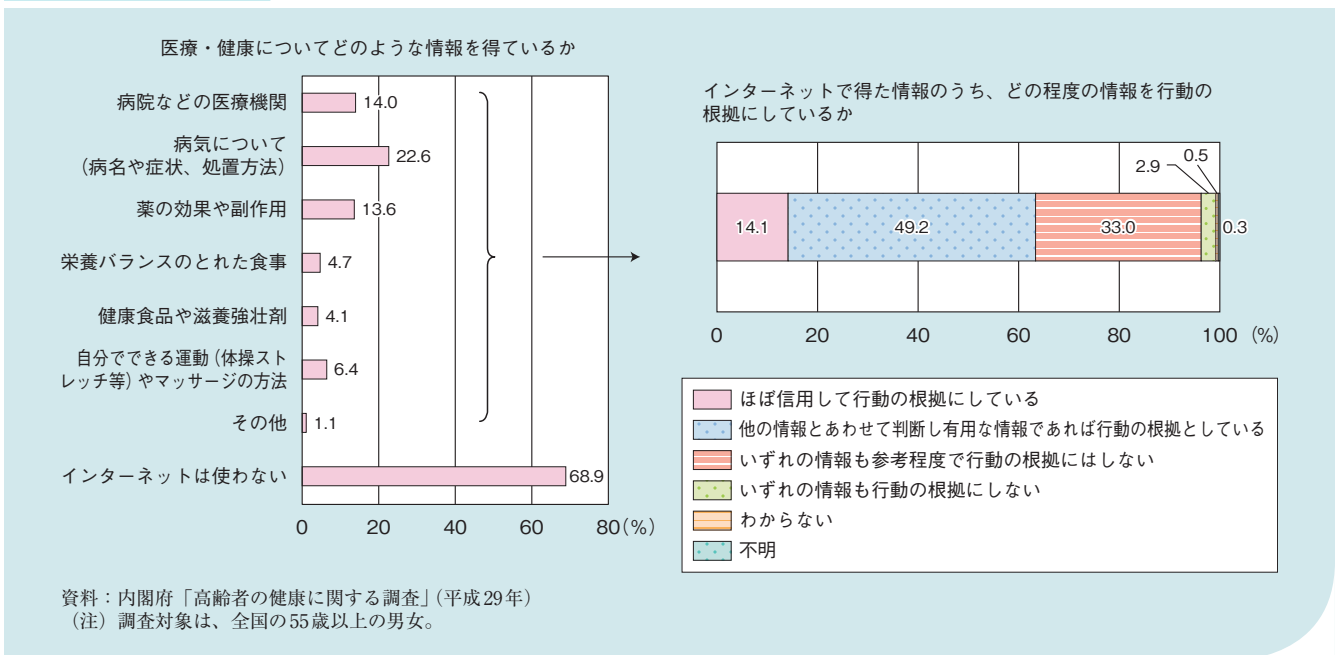 医療・健康についてどのような情報を得ているか
病院などの医療機関
14.0
病気について
(病名や症状、処置方法)
22.6
薬の効果や副作用
13.6
栄養バランスのとれた食事
4.7
健康食品や滋養強壮剤
4.1
自分でできる運動(体操スト
レッチ等)やマッサージの方法
6.4
その他
1.1
インターネットは使わない
68.9
0 20 40 60 80(%)
インターネットで得た情報のうち、どの程度の情報を行動の
根拠にしているか
2.9 0.5
14.1 49.2 33.0 0.3
0 20 40 60 80 100 (%)
ほぼ信用して行動の根拠にしている
他の情報とあわせて判断し有用な情報であれば行動の根拠としている
いずれの情報も参考程度で行動の根拠にはしない
いずれの情報も行動の根拠にしない
わからない
不明
資料:内閣府「高齢者の健康に関する調査」(平成29年)
(注)調査対象は、全国の55歳以上の男女。